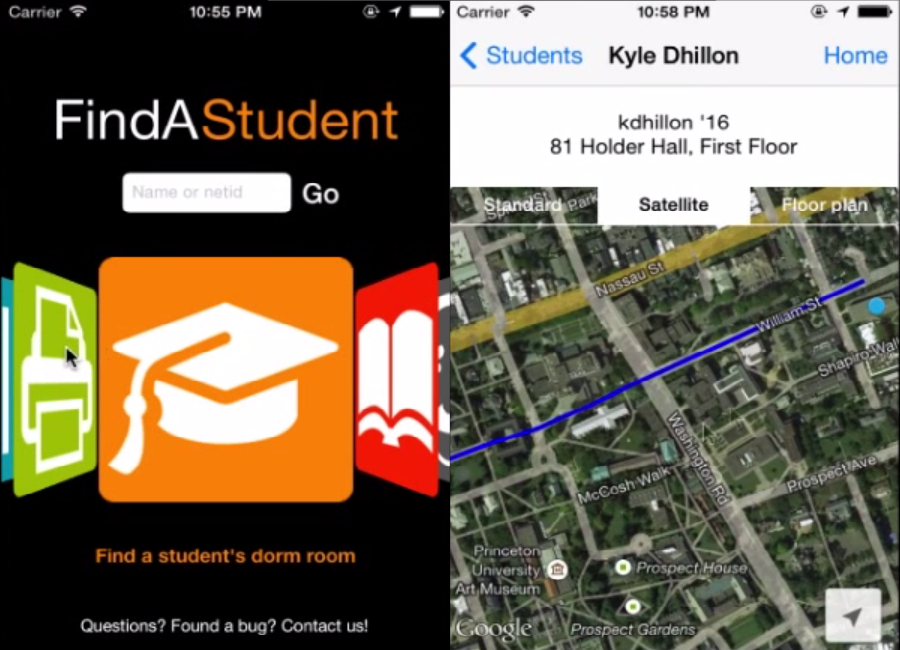 Carrier 10:55 PM
FindAStudent
Name or netid Go
Find a student's dorm room
Questions? Found a bug? Contact us!
Carrier 10:58 PM
Students Kyle Dhillon Home
kdhillon '16
81 Holder Hall, First Floor
Standard Satellite Floor plan
Park
Nassau St
William St
Shapiro Wal
Washington Rd
McCosh Walk
Prospect Ave
Princeton
University
Art Museum
Prospect House
Prospect Gardens
Google